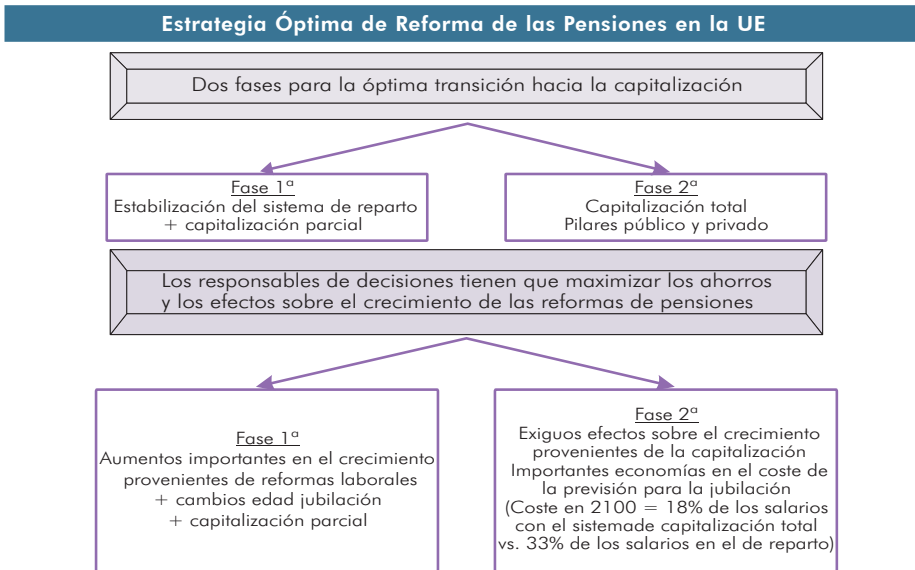 Estrategia Óptima de Reforma de las Pensiones en la UE
Dos fases para la óptima transición hacia la capitalización
Fase 1ª
Estabilización del sistema de reparto
+ capitalización parcial
Fase 2ª
Capitalización total
Pilares público y privado
Los responsables de decisiones tienen que maximizar los ahorros
y los efectos sobre el crecimiento de las reformas de pensiones
Fase 1ª
Aumentos importantes en el crecimiento
provenientes de reformas laborales
+ cambios edad jubilación
+ capitalización parcial
Fase 2ª
Exiguos efectos sobre el crecimiento
provenientes de la capitalización
Importantes economías en el coste de
la previsión para la jubilación
(Coste en 2100 = 18% de los salarios
con el sistemade capitalización total
vs. 33% de los salarios en el de reparto)